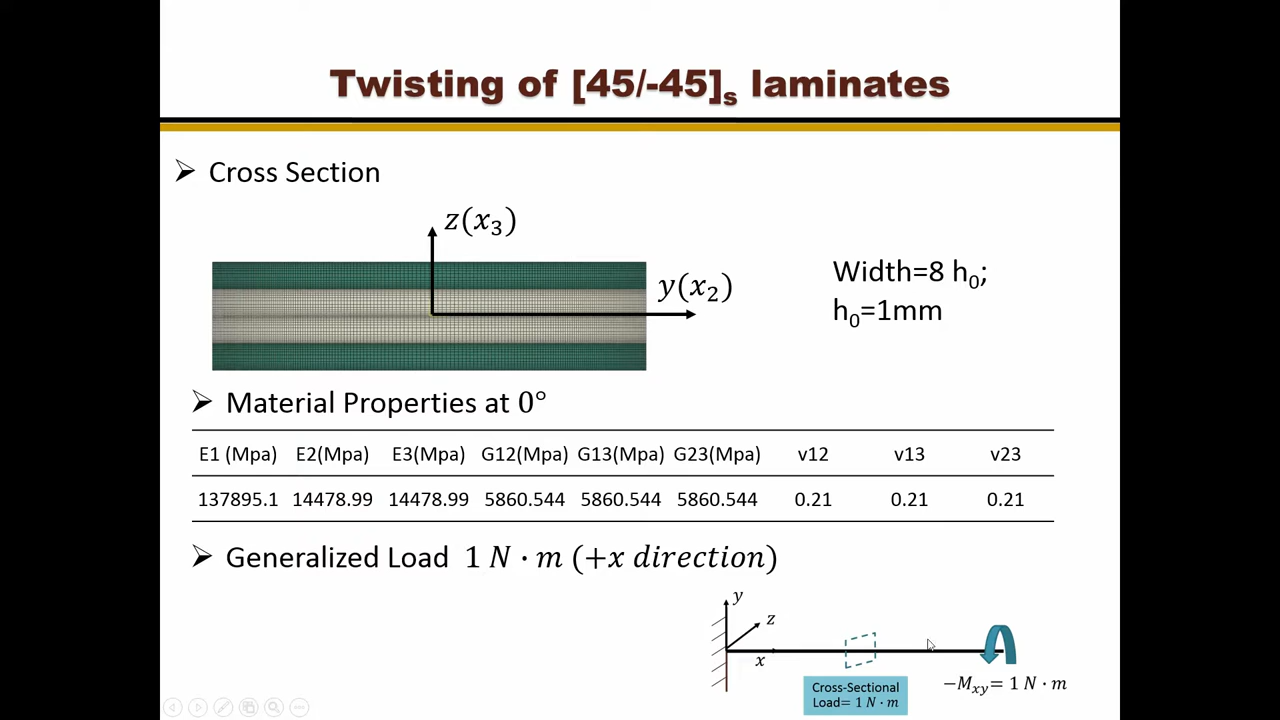 Twisting of [45/-45]s laminates
Cross Section
z(x₃)
y(x₂)
Width=8 h₀;
h₀=1mm
Material Properties at 0°
E1 (Mpa) E2(Mpa) E3(Mpa) G12(Mpa) G13(Mpa) G23(Mpa) v12 v13 v23
137895.1 14478.99 14478.99 5860.544 5860.544 5860.544 0.21 0.21 0.21
Generalized Load 1 N · m (+x direction)
y
z
x
Cross-Sectional
Load= 1 N · m
−Mxy= 1 N · m